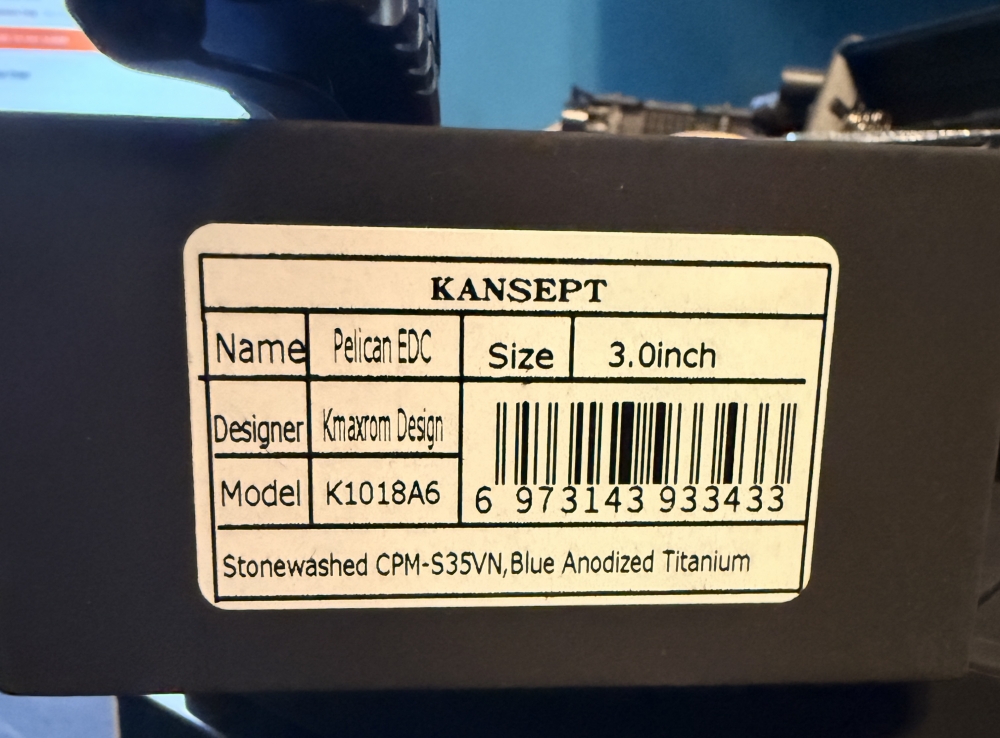 KANSEPT
Name Pelican EDC Size 3.0inch
Designer Kmaxrom Design
Model K1018A6
6 973143 933433
Stonewashed CPM-S35VN,Blue Anodized Titanium